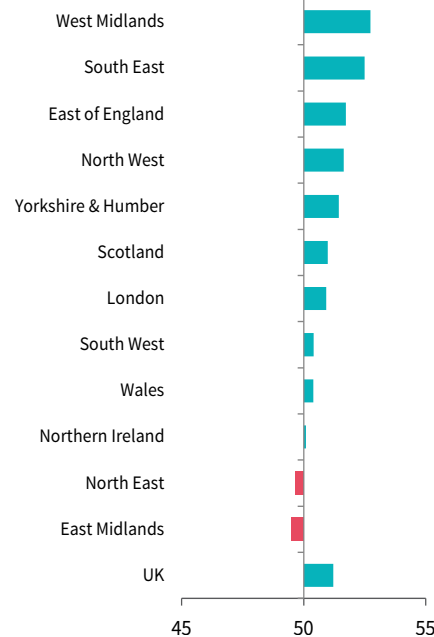 West Midlands
South East
East of England
North West
Yorkshire & Humber
Scotland
London
South West
Wales
Northern Ireland
North East
East Midlands
UK
45 50 55